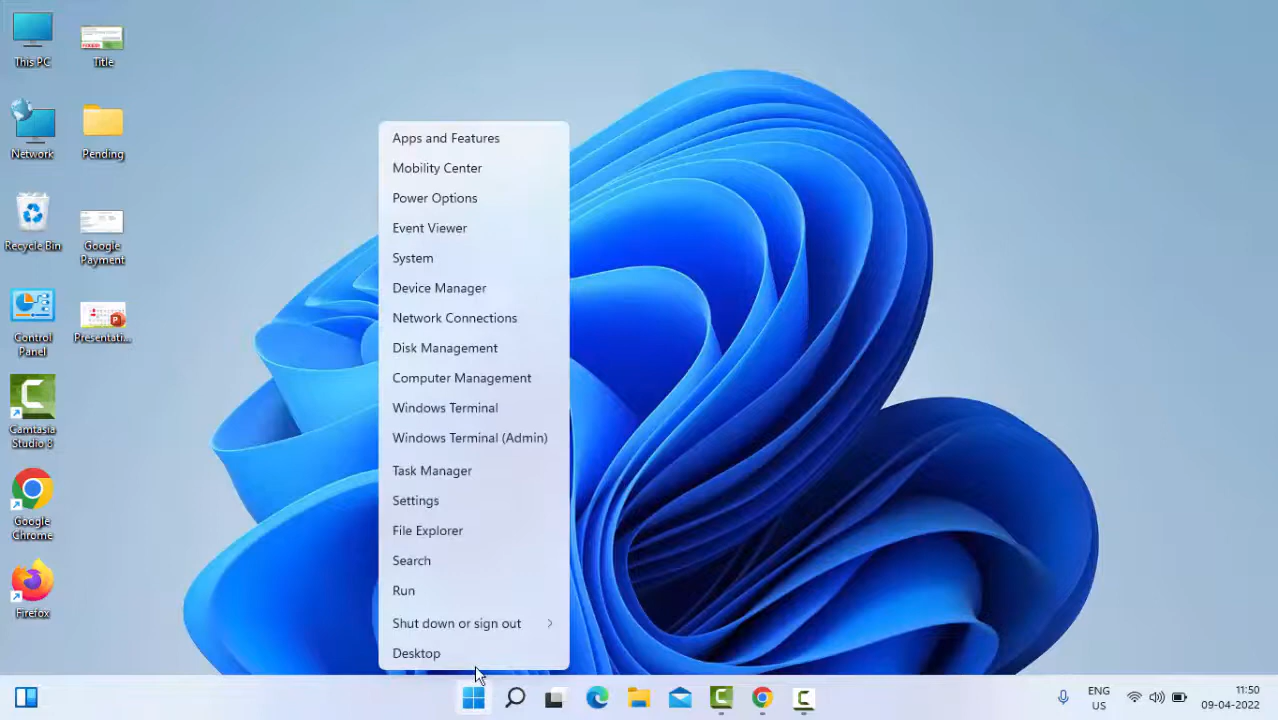 This PC
Title
Network
Pending
Recycle Bin
Google
Payment
Control
Panel
Presentati...
Camtasia
Studio 8
Google
Chrome
Firefox
Apps and Features
Mobility Center
Power Options
Event Viewer
System
Device Manager
Network Connections
Disk Management
Computer Management
Windows Terminal
Windows Terminal (Admin)
Task Manager
Settings
File Explorer
Search
Run
Shut down or sign out
Desktop
ENG
US
11:50
09-04-2022